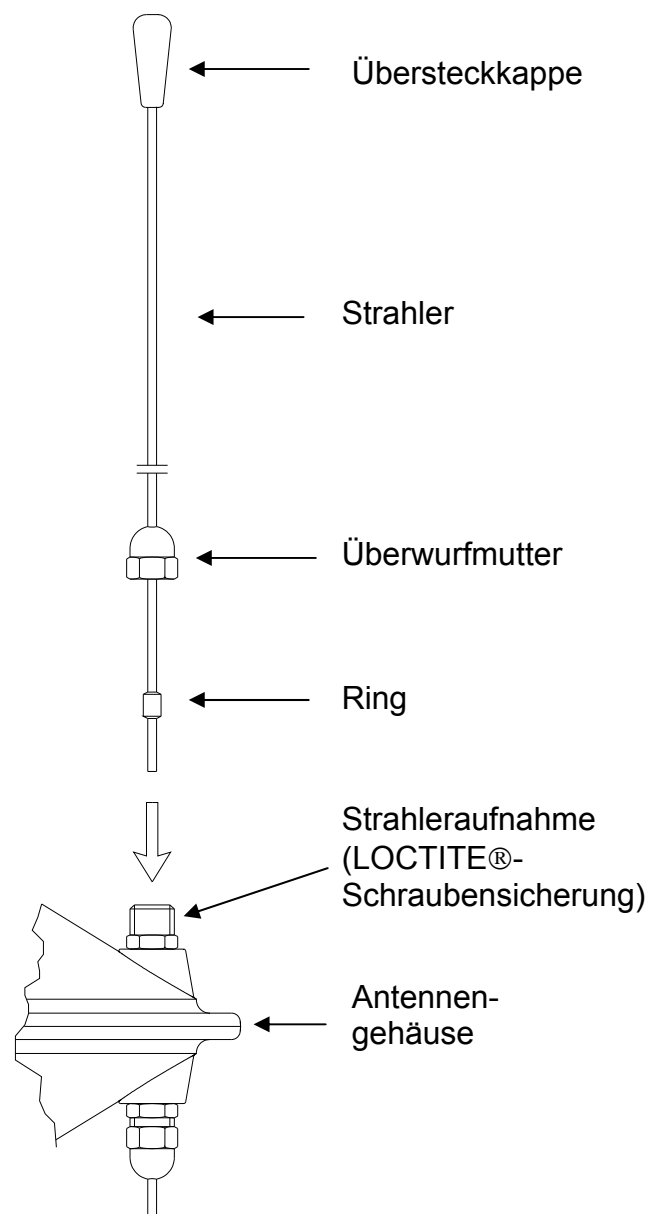 Übersteckkappe
Strahler
Überwurfmutter
Ring
Strahleraufnahme
(LOCTITE®-
Schraubensicherung)
Antennen-
gehäuse